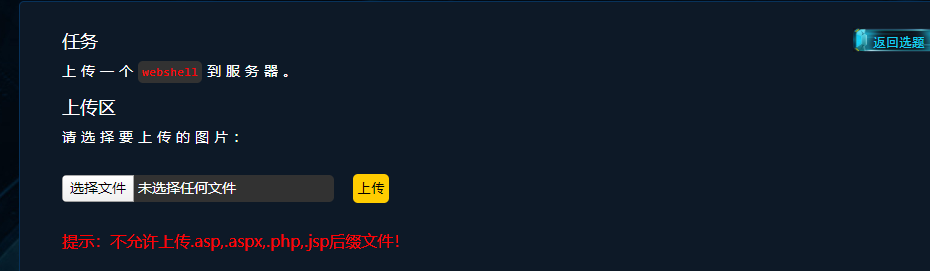 任务
返回选题
上传一个 webshell 到服务器。
上传区
请选择要上传的图片：
选择文件 未选择任何文件 上传
提示：不允许上传.asp,.aspx,.php,.jsp后缀文件！